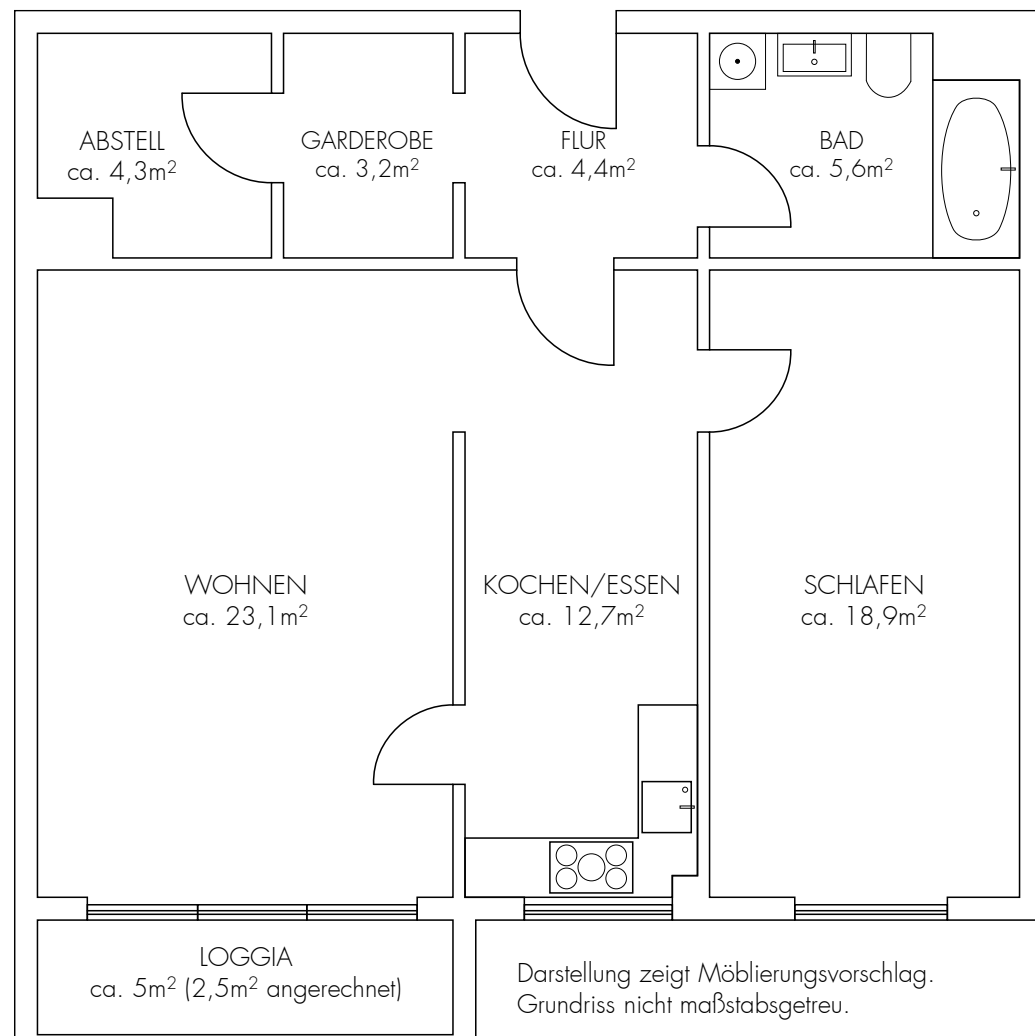 ABSTELL
ca. 4,3m²
GARDEROBE
ca. 3,2m²
FLUR
ca. 4,4m²
BAD
ca. 5,6m²
WOHNEN
ca. 23,1m²
KOCHEN/ESSEN
ca. 12,7m²
SCHLAFEN
ca. 18,9m²
LOGGIA
ca. 5m² (2,5m² angerechnet)
Darstellung zeigt Möblierungsvorschlag.
Grundriss nicht maßstabsgetreu.